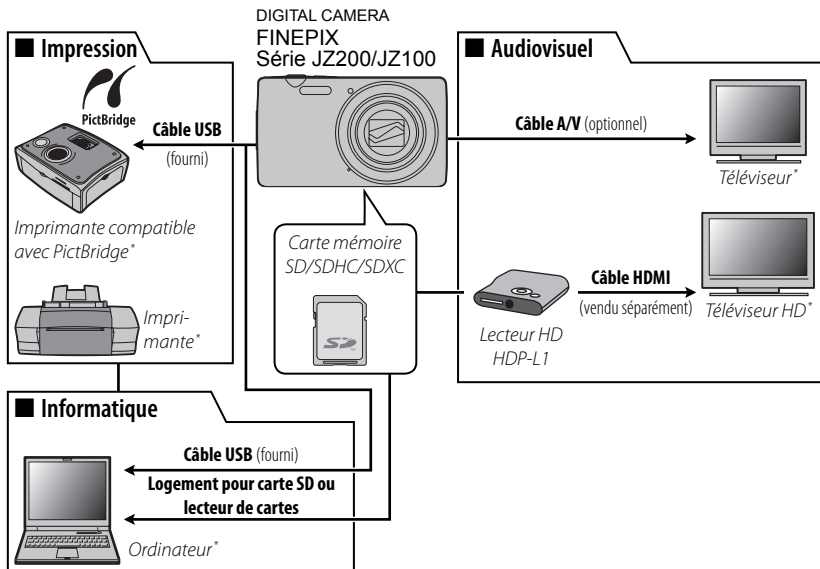 DIGITAL CAMERA
FINEPIX
Série JZ200/JZ100
■ Impression
PictBridge
Câble USB
(fourni)
Imprimante compatible
avec PictBridge*
Impri-
mante*
■ Audiovisuel
Câble A/V (optionnel)
Téléviseur*
Carte mémoire
SD/SDHC/SDXC
SD
Lecteur HD
HDP-L1
Câble HDMI
(vendu séparément)
Téléviseur HD*
■ Informatique
Câble USB (fourni)
Logement pour carte SD ou
lecteur de cartes
Ordinateur*